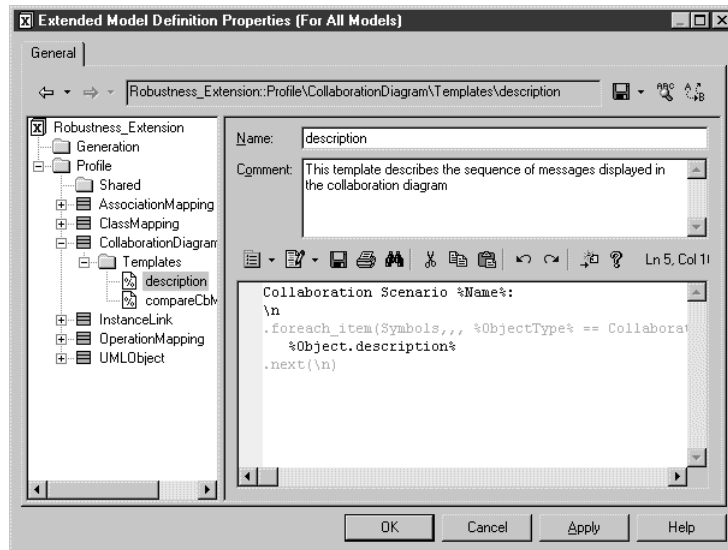 Extended Model Definition Properties (For All Models)
General
Robustness_Extension::Profile\CollaborationDiagram\Templates\description
Robustness_Extension
Generation
Profile
Shared
AssociationMapping
ClassMapping
CollaborationDiagram
Templates
description
compareCbM
InstanceLink
OperationMapping
UMLObject
Name:
description
Comment:
This template describes the sequence of messages displayed in
the collaboration diagram
Ln 5, Col 1
Collaboration Scenario %Name%:
\n
.foreach_item(Symbols,,, %ObjectType% == Collaborat
%Object.description%
.next(\n)
OK
Cancel
Apply
Help